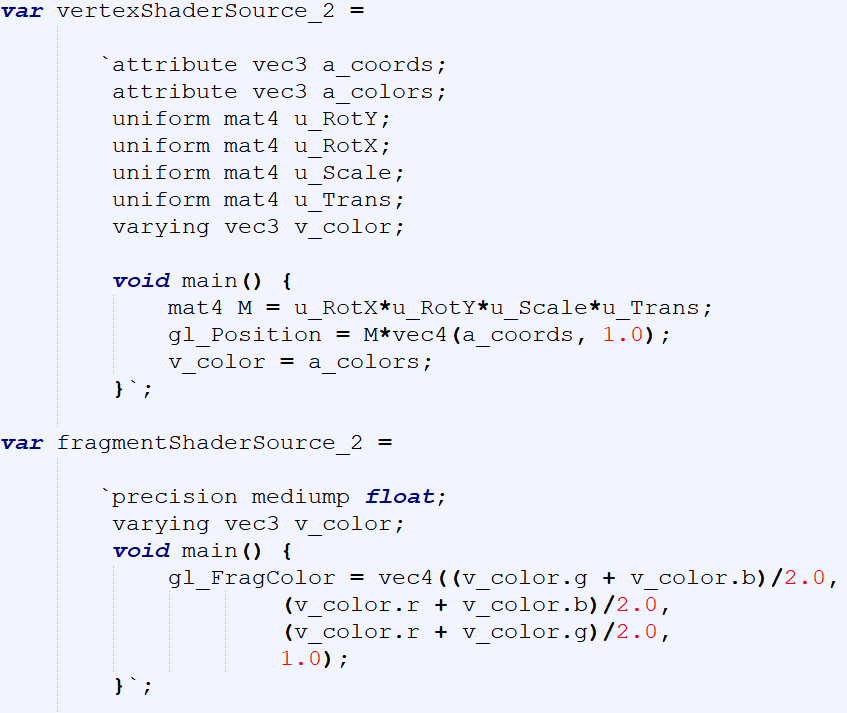 var vertexShaderSource_2 =
`attribute vec3 a_coords;
attribute vec3 a_colors;
uniform mat4 u_RotY;
uniform mat4 u_RotX;
uniform mat4 u_Scale;
uniform mat4 u_Trans;
varying vec3 v_color;
void main() {
mat4 M = u_RotX*u_RotY*u_Scale*u_Trans;
gl_Position = M*vec4(a_coords, 1.0);
v_color = a_colors;
}`;
var fragmentShaderSource_2 =
`precision mediump float;
varying vec3 v_color;
void main() {
gl_FragColor = vec4((v_color.g + v_color.b)/2.0,
(v_color.r + v_color.b)/2.0,
(v_color.r + v_color.g)/2.0,
1.0);
}`;